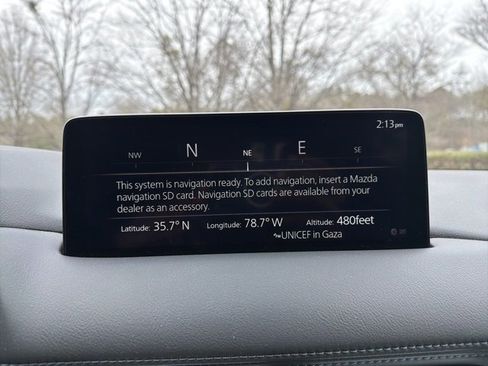 2:13pm
N E
NW NE SE
This system is navigation ready. To add navigation, insert a Mazda
navigation SD card. Navigation SD cards are available from your
dealer as an accessory.
Latitude: 35.7° N Longitude: 78.7° W Altitude: 480feet
UNICEF in Gaza